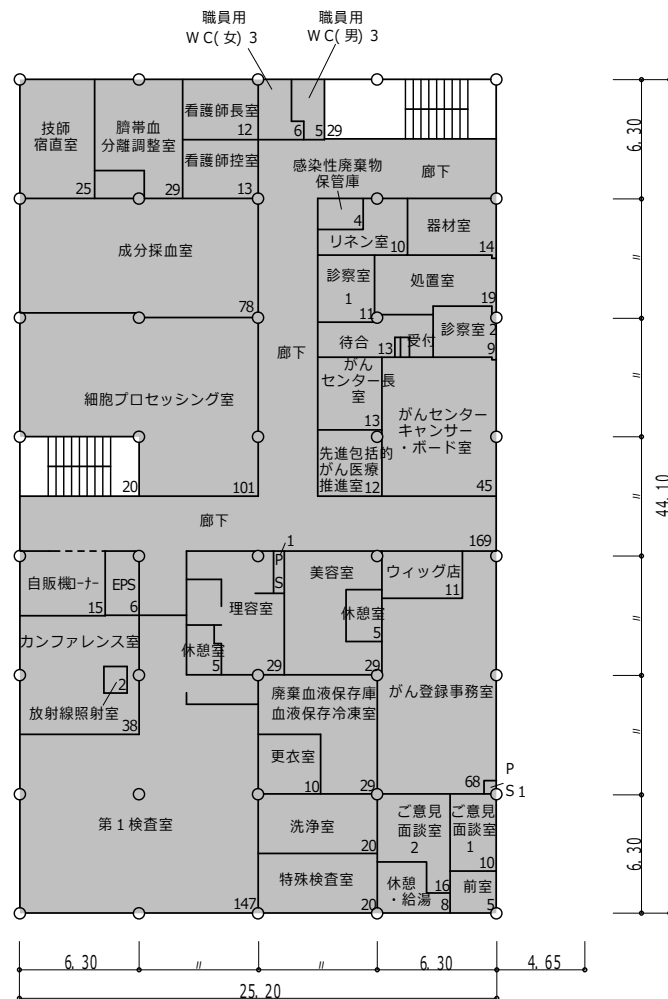 職員用
WC(女) 3
職員用
WC(男) 3
技師
宿直室
25
臍帯血
分離調整室
29
看護師長室
12
看護師控室
13
6
5
29
感染性廃棄物
保管庫
4
廊下
リネン室
10
器材室
14
成分採血室
78
診察室
1
11
処置室
19
廊下
待合
13
受付
診察室 2
9
細胞プロセッシング室
101
がん
センター長
室
13
がんセンター
キャンサー
・ボード室
45
先進包括的
がん医療
推進室
12
20
廊下
169
自販機コーナー
15
EPS
6
理容室
29
P
S
1
美容室
29
休憩室
5
ウィッグ店
11
カンファレンス室
38
休憩室
5
放射線照射室
2
廃棄血液保存庫
血液保存冷凍室
29
がん登録事務室
68
更衣室
10
P
S 1
第1検査室
147
洗浄室
20
ご意見
面談室
2
16
ご意見
面談室
1
10
特殊検査室
20
休憩
・給湯
8
前室
5
6.30
〃
〃
〃
〃
〃
6.30
44.10
6.30
〃
〃
6.30
4.65
25.20